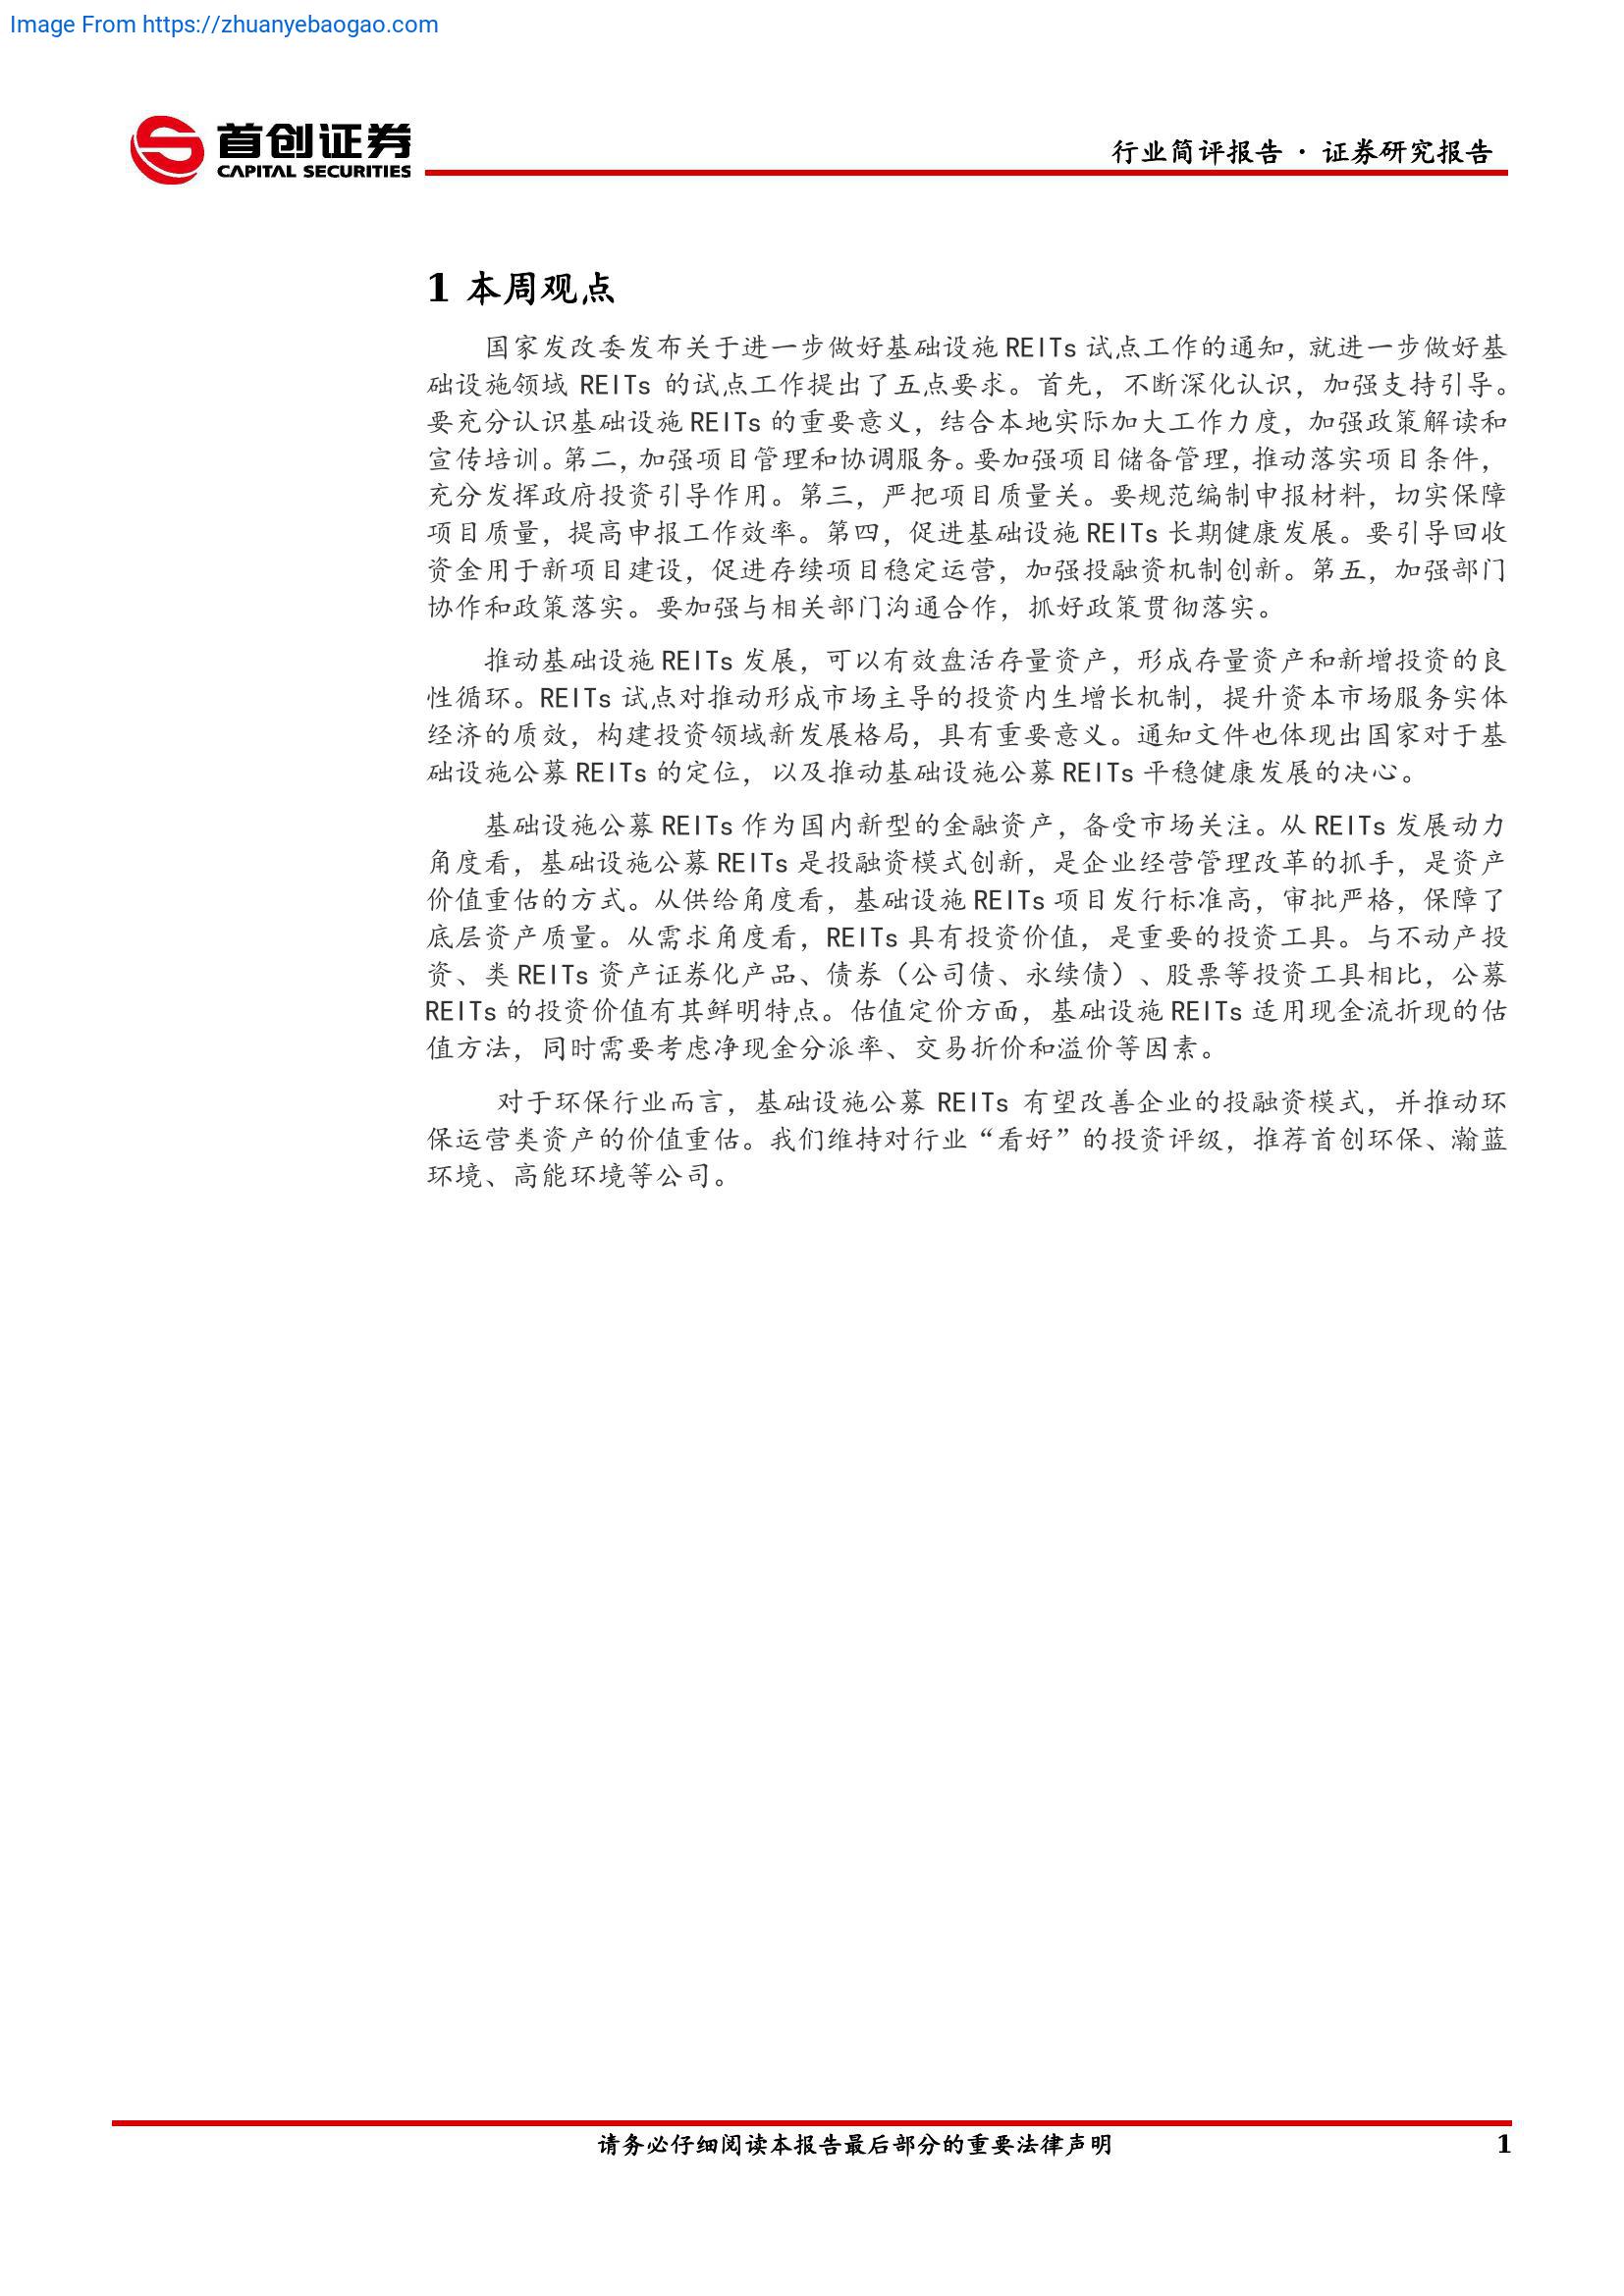 Image From https://zhuanyebaogao.com
首创证券
CAPITAL SECURITIES
行业简评报告·证券研究报告
1 本周观点
国家发改委发布关于进一步做好基础设施 REITs 试点工作的通知，就进一步做好基
础设施领域 REITs 的试点工作提出了五点要求。首先，不断深化认识，加强支持引导。
要充分认识基础设施 REITs 的重要意义，结合本地实际加大工作力度，加强政策解读和
宣传培训。第二，加强项目管理和协调服务。要加强项目储备管理，推动落实项目条件，
充分发挥政府投资引导作用。第三，严把项目质量关。要规范编制申报材料，切实保障
项目质量，提高申报工作效率。第四，促进基础设施 REITs 长期健康发展。要引导回收
资金用于新项目建设，促进存续项目稳定运营，加强投融资机制创新。第五，加强部门
协作和政策落实。要加强与相关部门沟通合作，抓好政策贯彻落实。
推动基础设施 REITs 发展，可以有效盘活存量资产，形成存量资产和新增投资的良
性循环。REITs 试点对推动形成市场主导的投资内生增长机制，提升资本市场服务实体
经济的质效，构建投资领域新发展格局，具有重要意义。通知文件也体现出国家对于基
础设施公募 REITs 的定位，以及推动基础设施公募 REITs 平稳健康发展的决心。
基础设施公募 REITs 作为国内新型的金融资产，备受市场关注。从 REITs 发展动力
角度看，基础设施公募 REITs 是投融资模式创新，是企业经营管理改革的抓手，是资产
价值重估的方式。从供给角度看，基础设施 REITs 项目发行标准高，审批严格，保障了
底层资产质量。从需求角度看，REITs 具有投资价值，是重要的投资工具。与不动产投
资、类 REITs 资产证券化产品、债券（公司债、永续债）、股票等投资工具相比，公募
REITs 的投资价值有其鲜明特点。估值定价方面，基础设施 REITs 适用现金流折现的估
值方法，同时需要考虑净现金分派率、交易折价和溢价等因素。
对于环保行业而言，基础设施公募 REITs 有望改善企业的投融资模式，并推动环
保运营类资产的价值重估。我们维持对行业“看好”的投资评级，推荐首创环保、瀚蓝
环境、高能环境等公司。
请务必仔细阅读本报告最后部分的重要法律声明
1